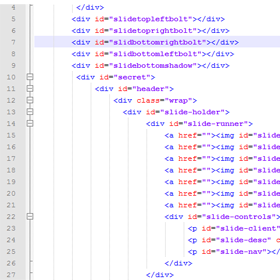 4 </div>
5 <div id="slidetopleftbolt"></div>
6 <div id="slidetoprightbolt"></div>
7 <div id="slidbottomrightbolt"></div>
8 <div id="slidbottomleftbolt"></div>
9 <div id="slidebottomshadow"></div>
10 <div id="secret">
11 <div id="header">
12 <div class="wrap">
13 <div id="slide-holder">
14 <div id="slide-runner">
15 <a href=""><img id="slide
16 <a href=""><img id="slide
17 <a href=""><img id="slide
18 <a href=""><img id="slide
19 <a href=""><img id="slide
20 <a href=""><img id="slide
21 <a href=""><img id="slide
22 <div id="slide-controls"
23 <p id="slide-client"
24 <p id="slide-desc" c
25 <p id="slide-nav"></
26 </div>
27 </div>